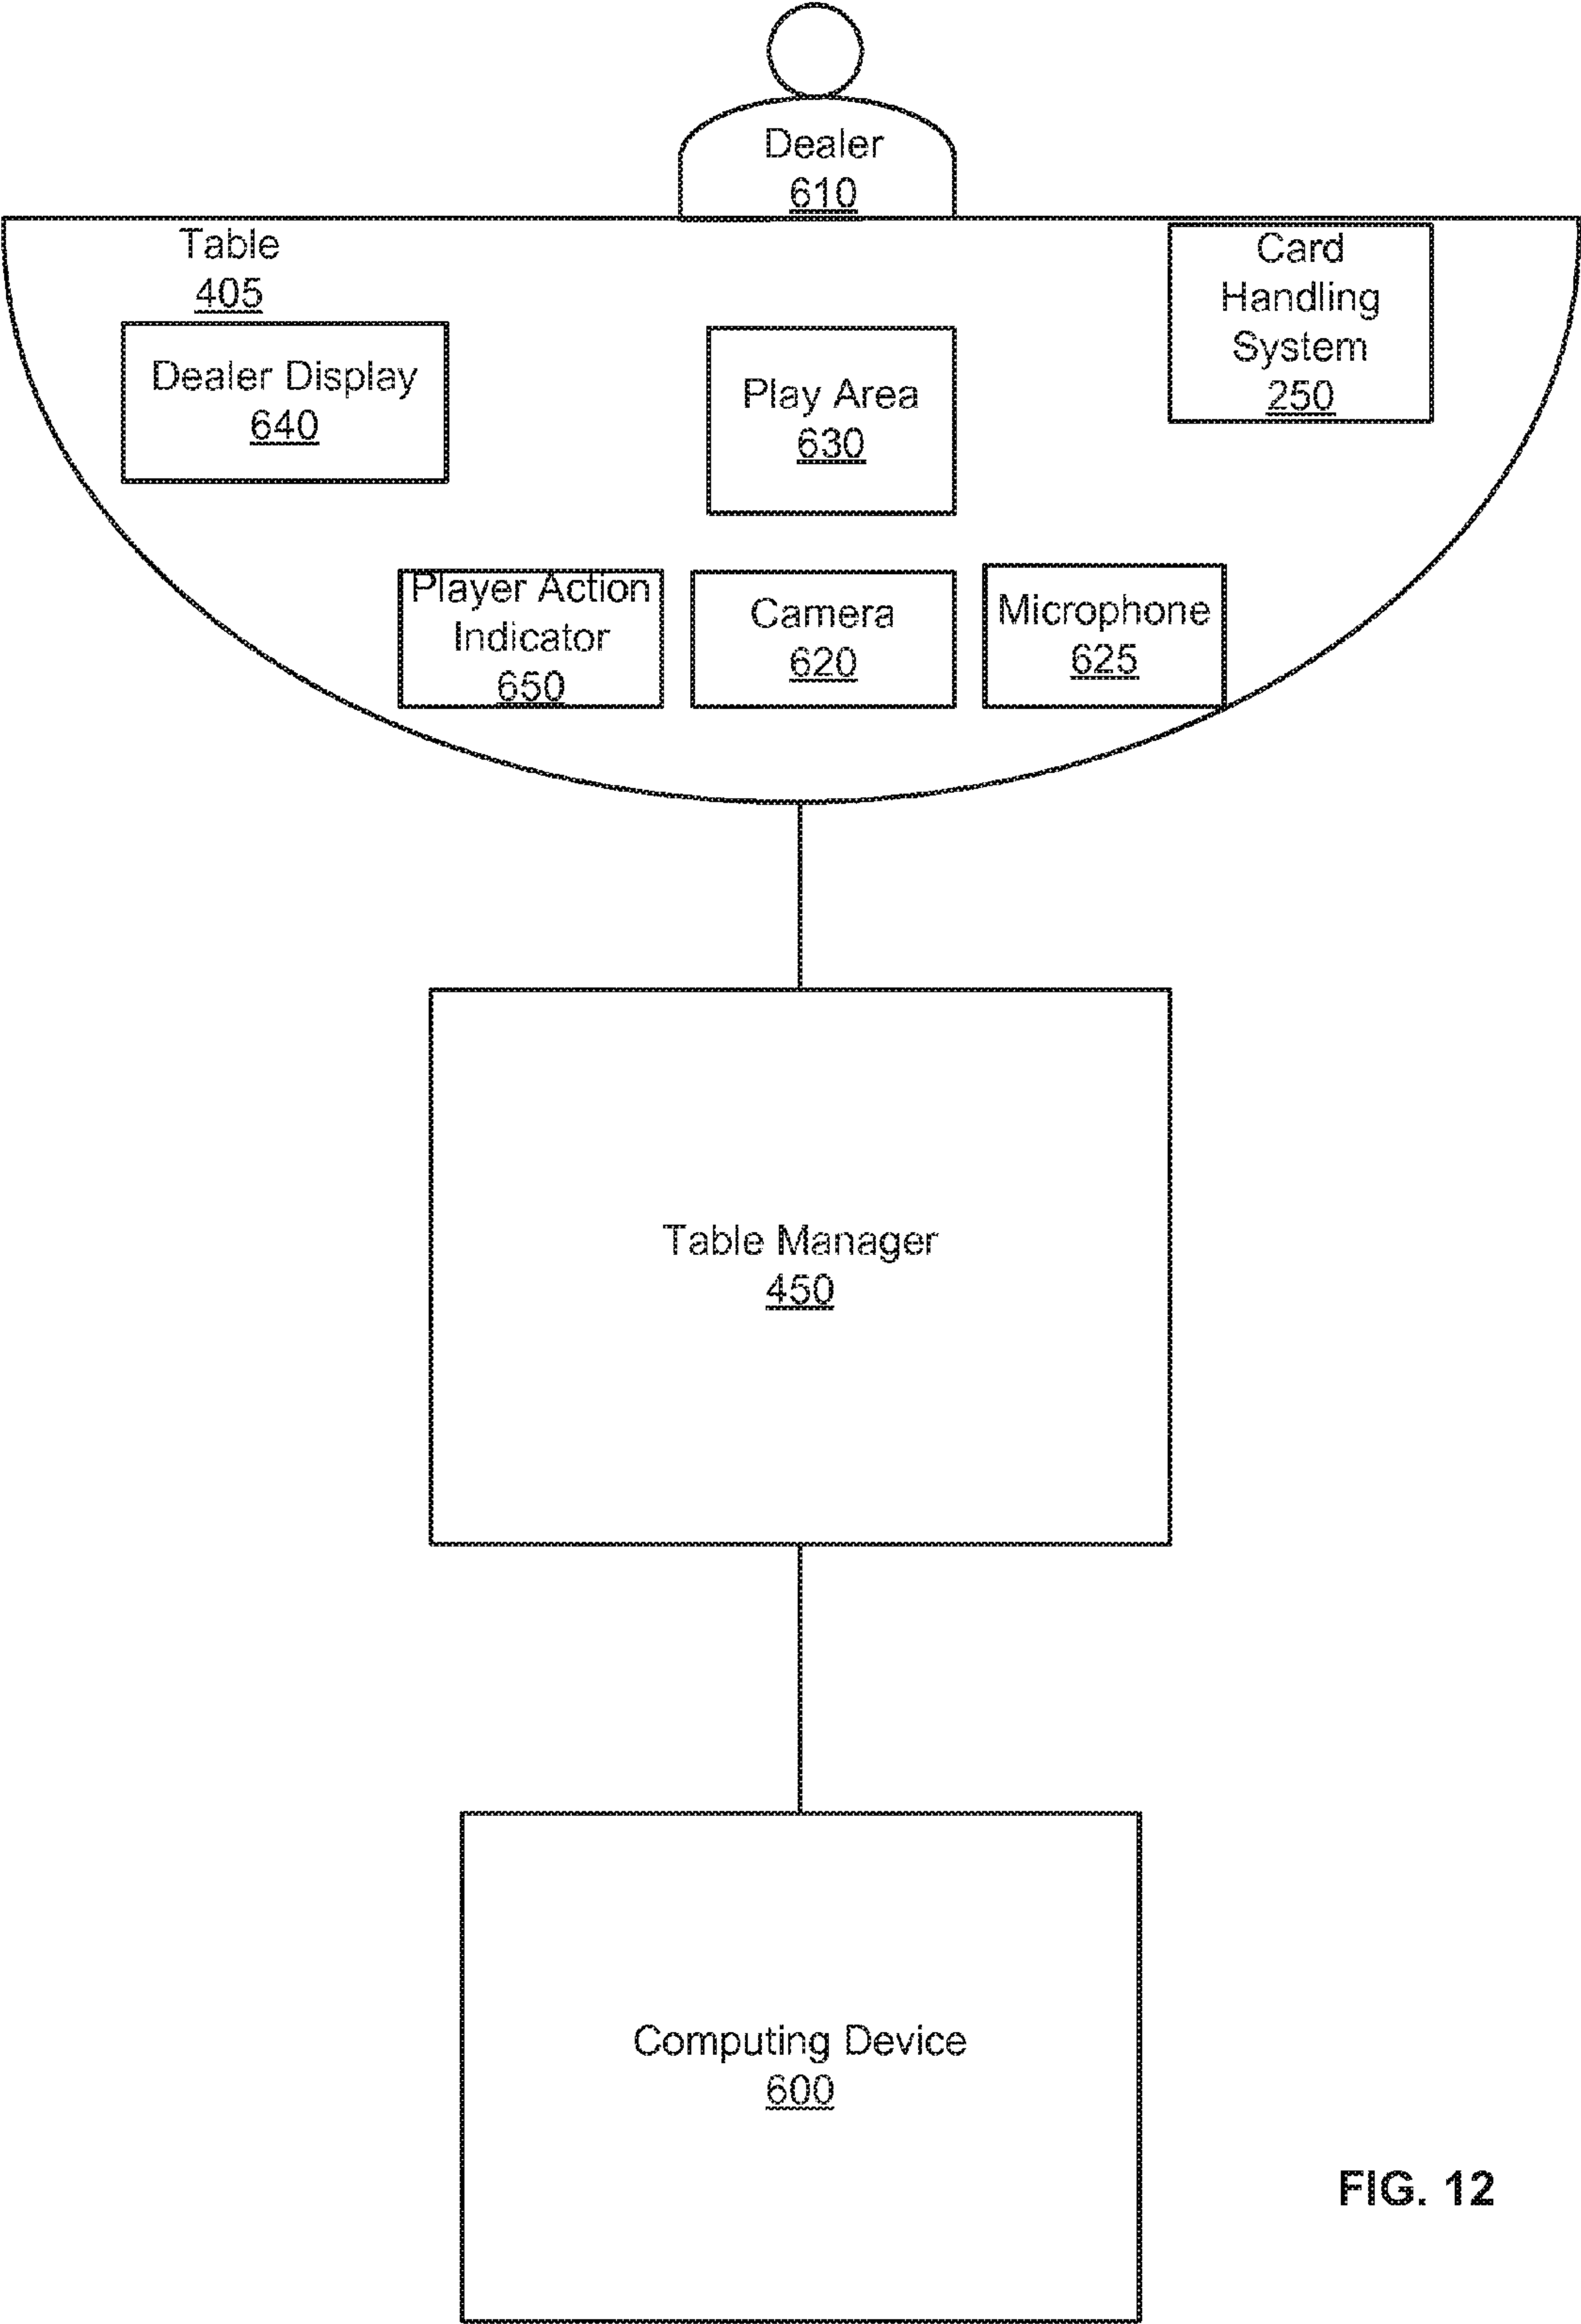 Dealer
610
Table
405
Card
Handling
System
250
Dealer Display
640
Play Area
630
Player Action
Indicator
650
Camera
620
Microphone
625
Table Manager
450
Computing Device
600
FIG. 12